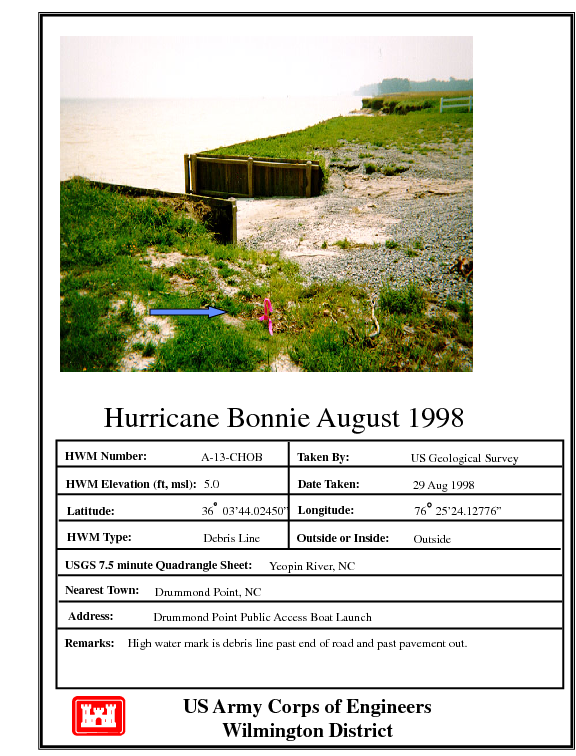 Hurricane Bonnie August 1998
HWM Number: A-13-CHOB Taken By: US Geological Survey
HWM Elevation (ft, msl): 5.0 Date Taken: 29 Aug 1998
Latitude: 36° 03’44.02450” Longitude: 76° 25’24.12776”
HWM Type: Debris Line Outside or Inside: Outside
USGS 7.5 minute Quadrangle Sheet: Yeopin River, NC
Nearest Town: Drummond Point, NC
Address: Drummond Point Public Access Boat Launch
Remarks: High water mark is debris line past end of road and past pavement out.
US Army Corps of Engineers
Wilmington District